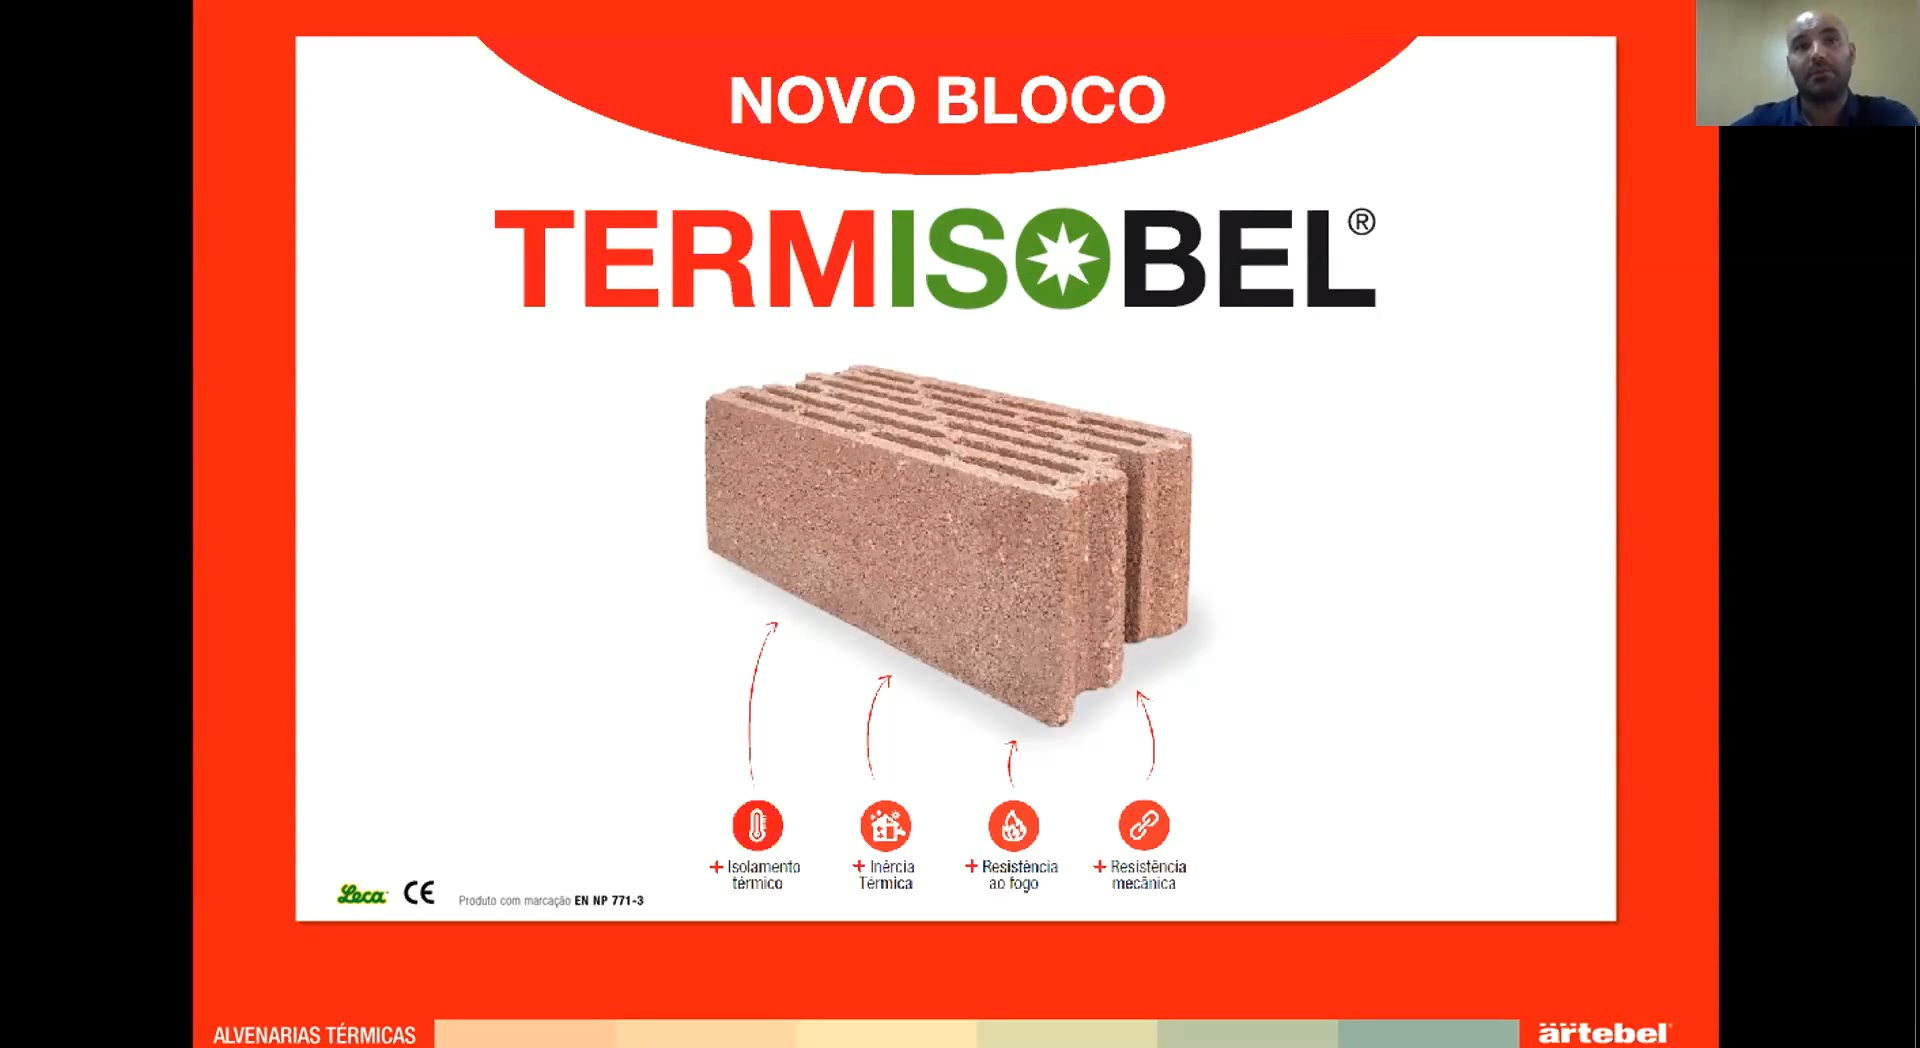 NOVO BLOCO
TERMISOBEL®
+ Isolamento
térmico
+ Inércia
Térmica
+ Resistência
ao fogo
+ Resistência
mecânica
Leca
CE
Produto com marcação EN NP 771-3
ALVENARIAS TÉRMICAS
ärtebel